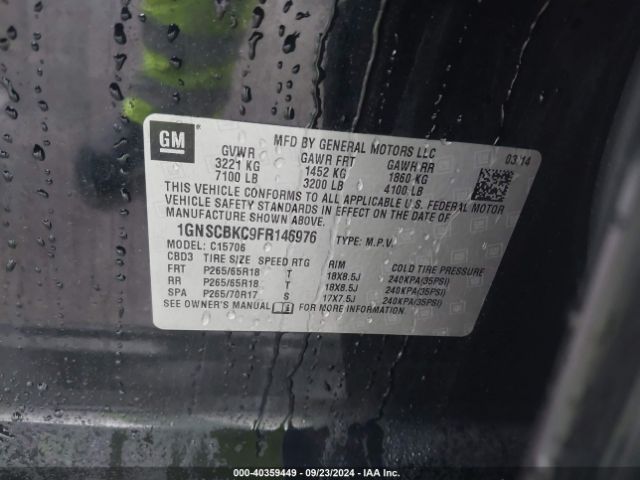 GM
MFD BY GENERAL MOTORS LLC 03/14
GVWR GAWR FRT GAWR RR
3221 KG 1452 KG 1860 KG
7100 LB 3200 LB 4100 LB
THIS VEHICLE CONFORMS TO ALL APPLICABLE U.S. FEDERAL MOTOR
VEHICLE SAFETY STANDARDS IN EFFECT ON THE DATE OF
MANUFACTURE SHOWN ABOVE.
1GNSCBKC9FR146976 TYPE: M.P.V.
MODEL: C15706
CBD3 TIRE SIZE SPEED RTG RIM COLD TIRE PRESSURE
FRT P265/65R18 T 18X8.5J 240KPA(35PSI)
RR P265/65R18 T 18X8.5J 240KPA(35PSI)
SPA P265/70R17 S 17X7.5J 240KPA(35PSI)
SEE OWNER'S MANUAL FOR MORE INFORMATION
000-40359449 - 09/23/2024 - IAA Inc.